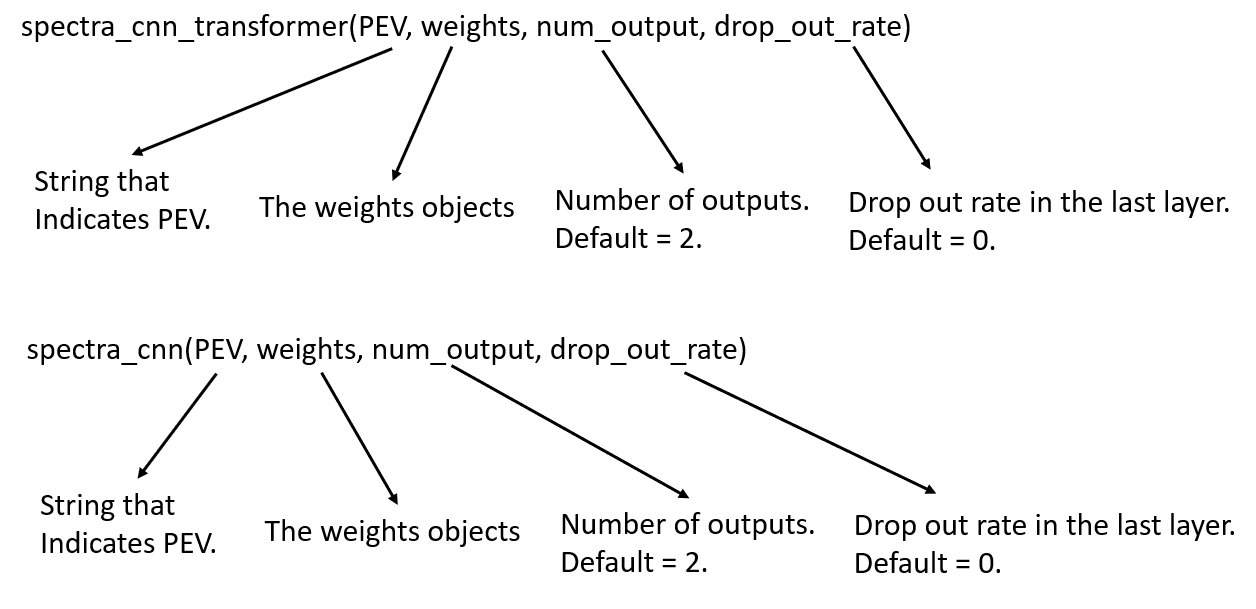 spectra_cnn_transformer(PEV, weights, num_output, drop_out_rate)
String that
Indicates PEV.
The weights objects
Number of outputs.
Default = 2.
Drop out rate in the last layer.
Default = 0.
spectra_cnn(PEV, weights, num_output, drop_out_rate)
String that
Indicates PEV.
The weights objects
Number of outputs.
Default = 2.
Drop out rate in the last layer.
Default = 0.